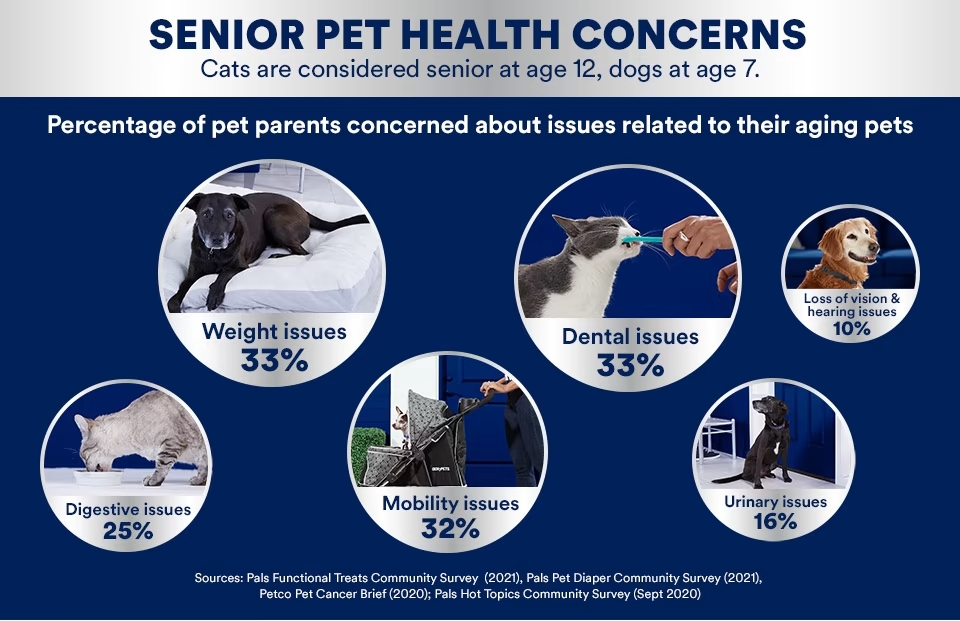 SENIOR PET HEALTH CONCERNS
Cats are considered senior at age 12, dogs at age 7.
Percentage of pet parents concerned about issues related to their aging pets
Weight issues
33%
Dental issues
33%
Loss of vision &
hearing issues
10%
Digestive issues
25%
Mobility issues
32%
Urinary issues
16%
Sources: Pals Functional Treats Community Survey (2021), Pals Pet Diaper Community Survey (2021),
Petco Pet Cancer Brief (2020); Pals Hot Topics Community Survey (Sept 2020)